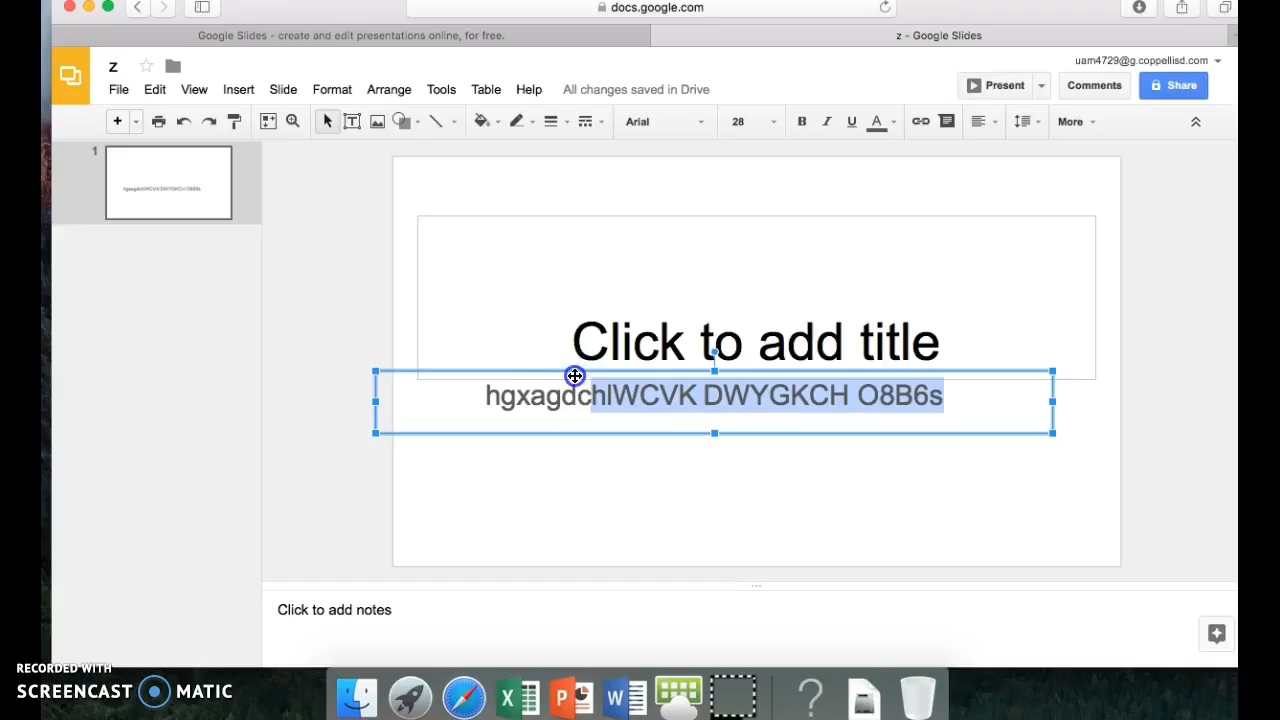 docs.google.com
Google Slides - create and edit presentations online, for free.
z - Google Slides
z
uam4729@g.coppellisd.com
File Edit View Insert Slide Format Arrange Tools Table Help All changes saved in Drive
Present
Comments
Share
Arial
28
B I U A
More
1
Click to add title
hgxagdchlWCVK DWYGKCH O8B6s
Click to add notes
RECORDED WITH
SCREENCAST MATIC